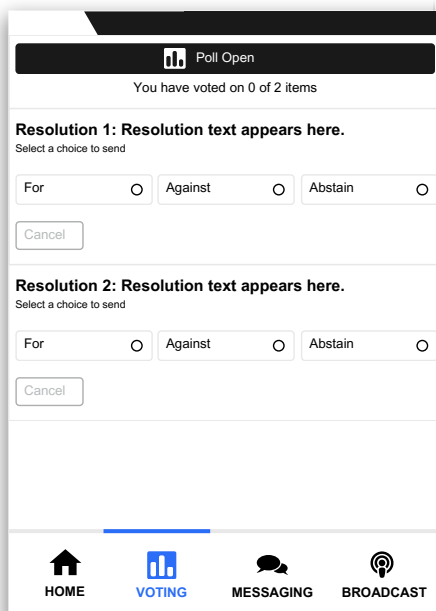 Poll Open
You have voted on 0 of 2 items
Resolution 1: Resolution text appears here.
Select a choice to send
For Against Abstain
Cancel
Resolution 2: Resolution text appears here.
Select a choice to send
For Against Abstain
Cancel
HOME VOTING MESSAGING BROADCAST